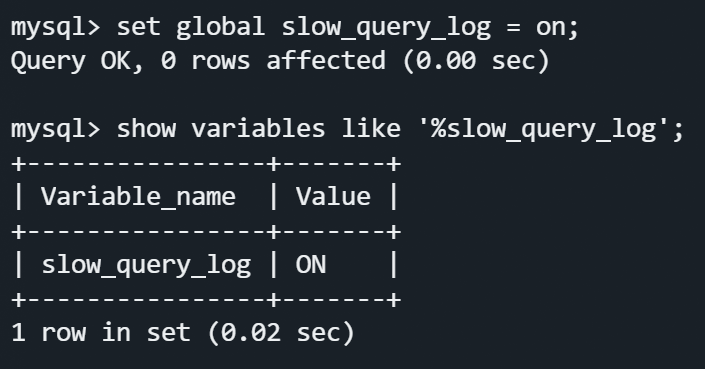 mysql> set global slow_query_log = on;
Query OK, 0 rows affected (0.00 sec)
mysql> show variables like '%slow_query_log';
+----------------+-------+
| Variable_name  | Value |
+----------------+-------+
| slow_query_log | ON    |
+----------------+-------+
1 row in set (0.02 sec)